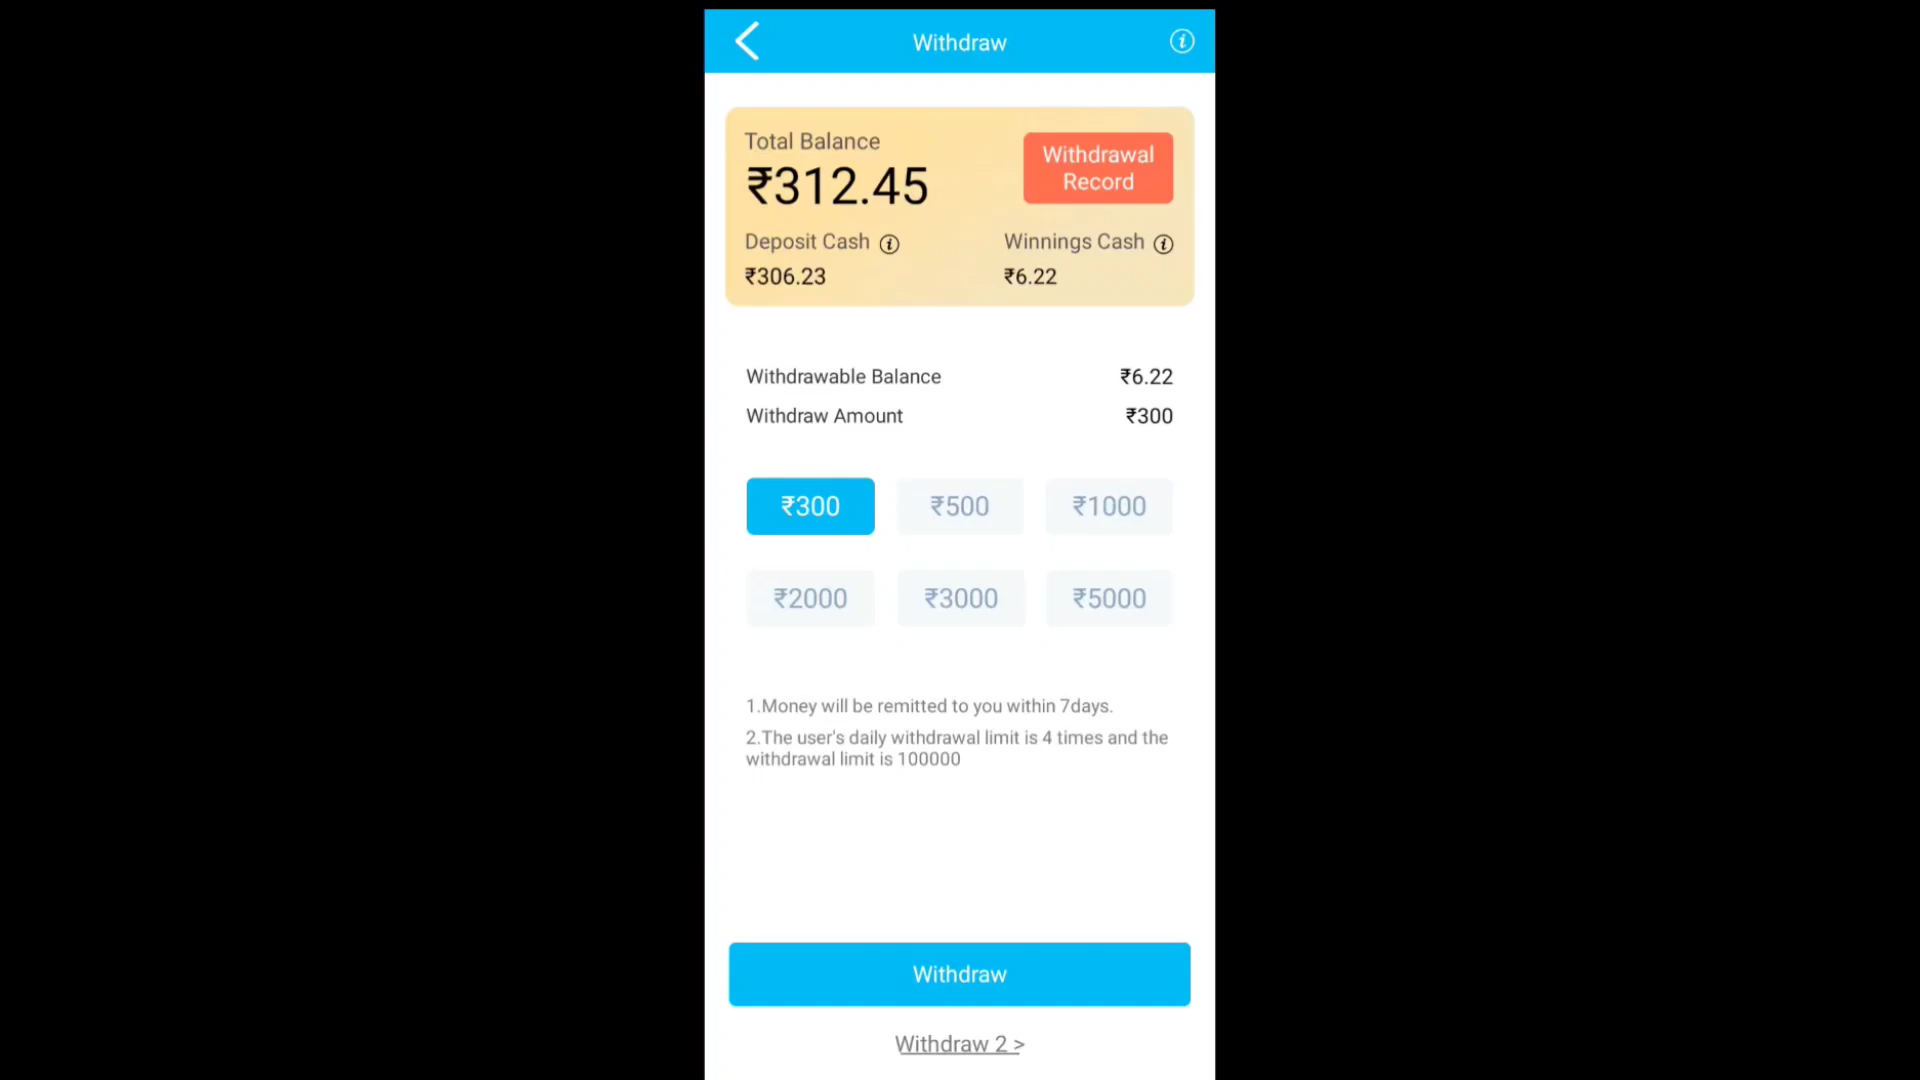 Withdraw
Total Balance
₹312.45
Withdrawal
Record
Deposit Cash
Winnings Cash
₹306.23
₹6.22
Withdrawable Balance
₹6.22
Withdraw Amount
₹300
₹300
₹500
₹1000
₹2000
₹3000
₹5000
1.Money will be remitted to you within 7days.
2.The user's daily withdrawal limit is 4 times and the
withdrawal limit is 100000
Withdraw
Withdraw 2 >